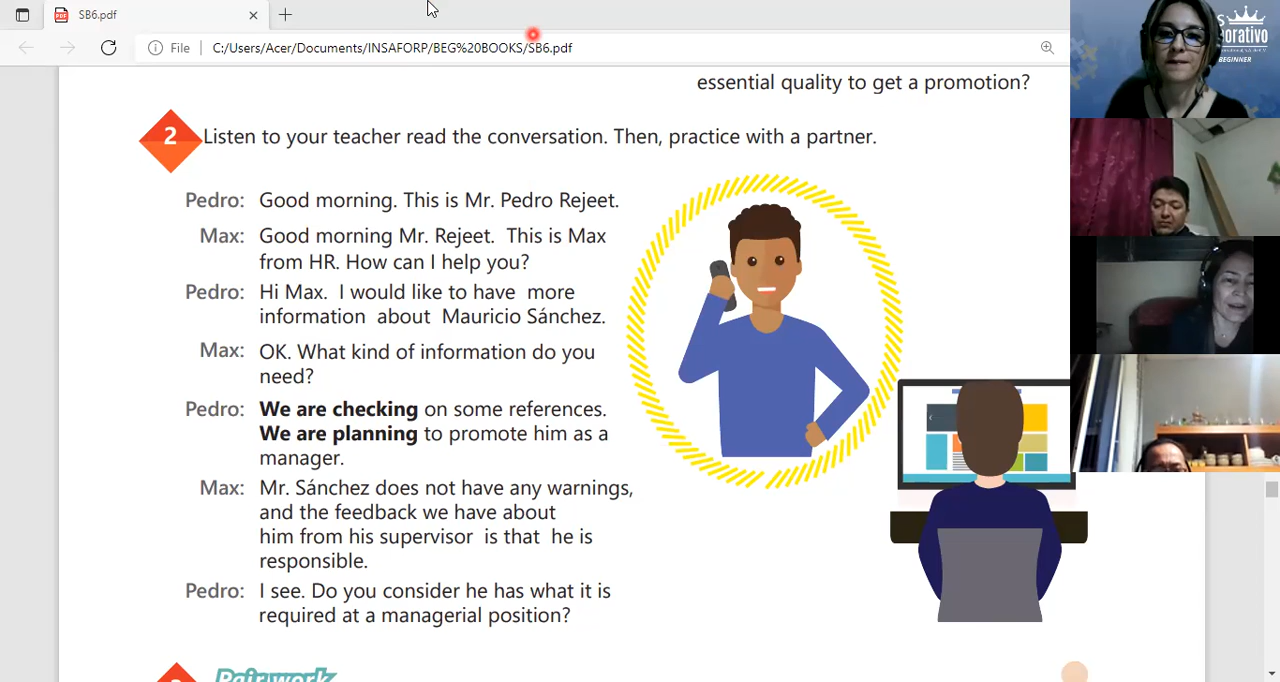 SB6.pdf
File C:/Users/Acer/Documents/INSAFORP/BEG%20BOOKS/SB6.pdf
essential quality to get a promotion?
2 Listen to your teacher read the conversation. Then, practice with a partner.
Pedro: Good morning. This is Mr. Pedro Rejeet.
Max: Good morning Mr. Rejeet. This is Max
from HR. How can I help you?
Pedro: Hi Max. I would like to have more
information about Mauricio Sánchez.
Max: OK. What kind of information do you
need?
Pedro: We are checking on some references.
We are planning to promote him as a
manager.
Max: Mr. Sánchez does not have any warnings,
and the feedback we have about
him from his supervisor is that he is
responsible.
Pedro: I see. Do you consider he has what it is
required at a managerial position?
Pair work
BEGINNER